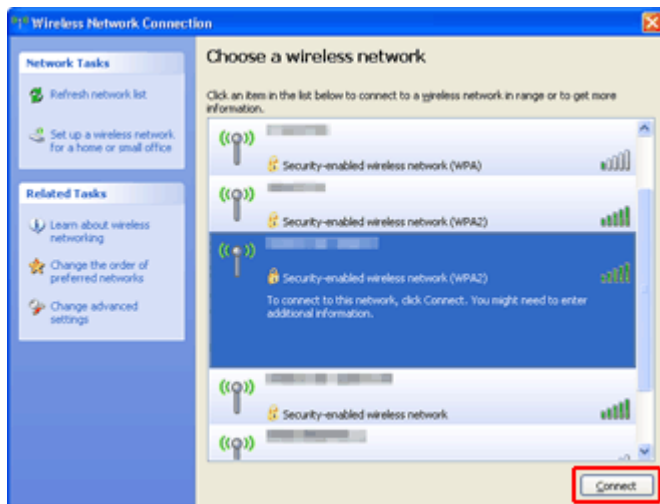 Wireless Network Connection
Network Tasks
Refresh network list
Set up a wireless network
for a home or small office
Related Tasks
Learn about wireless
networking
Change the order of
preferred networks
Change advanced
settings
Choose a wireless network
Click an item in the list below to connect to a wireless network in range or to get more
information.
Security-enabled wireless network (WPA)
Security-enabled wireless network (WPA2)
Security-enabled wireless network (WPA2)
To connect to this network, click Connect. You might need to enter
additional information.
Security-enabled wireless network
Connect